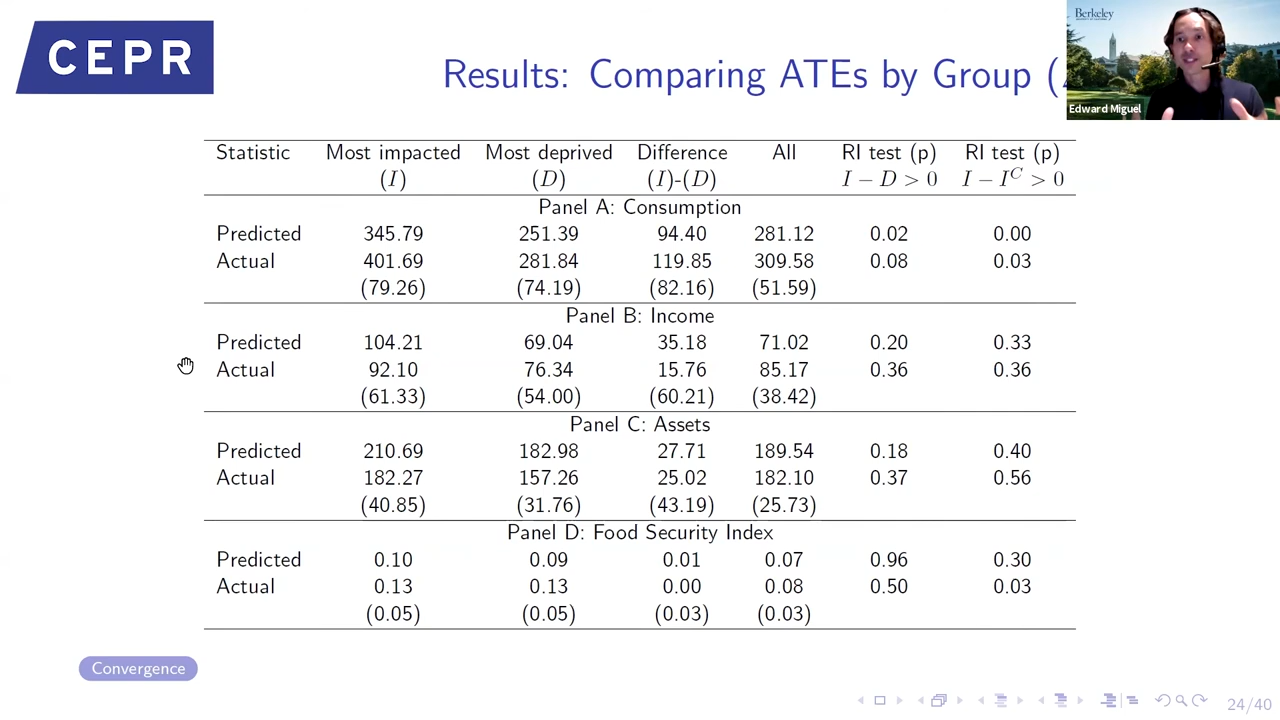 CEPR
Results: Comparing ATEs by Group (
Berkeley
Edward Miguel
Statistic Most impacted Most deprived Difference All RI test (p) RI test (p)
(I) (D) (I)-(D) I − D > 0 I − I^C > 0
Panel A: Consumption
Predicted 345.79 251.39 94.40 281.12 0.02 0.00
Actual 401.69 281.84 119.85 309.58 0.08 0.03
(79.26) (74.19) (82.16) (51.59)
Panel B: Income
Predicted 104.21 69.04 35.18 71.02 0.20 0.33
Actual 92.10 76.34 15.76 85.17 0.36 0.36
(61.33) (54.00) (60.21) (38.42)
Panel C: Assets
Predicted 210.69 182.98 27.71 189.54 0.18 0.40
Actual 182.27 157.26 25.02 182.10 0.37 0.56
(40.85) (31.76) (43.19) (25.73)
Panel D: Food Security Index
Predicted 0.10 0.09 0.01 0.07 0.96 0.30
Actual 0.13 0.13 0.00 0.08 0.50 0.03
(0.05) (0.05) (0.03) (0.03)
Convergence
24/40